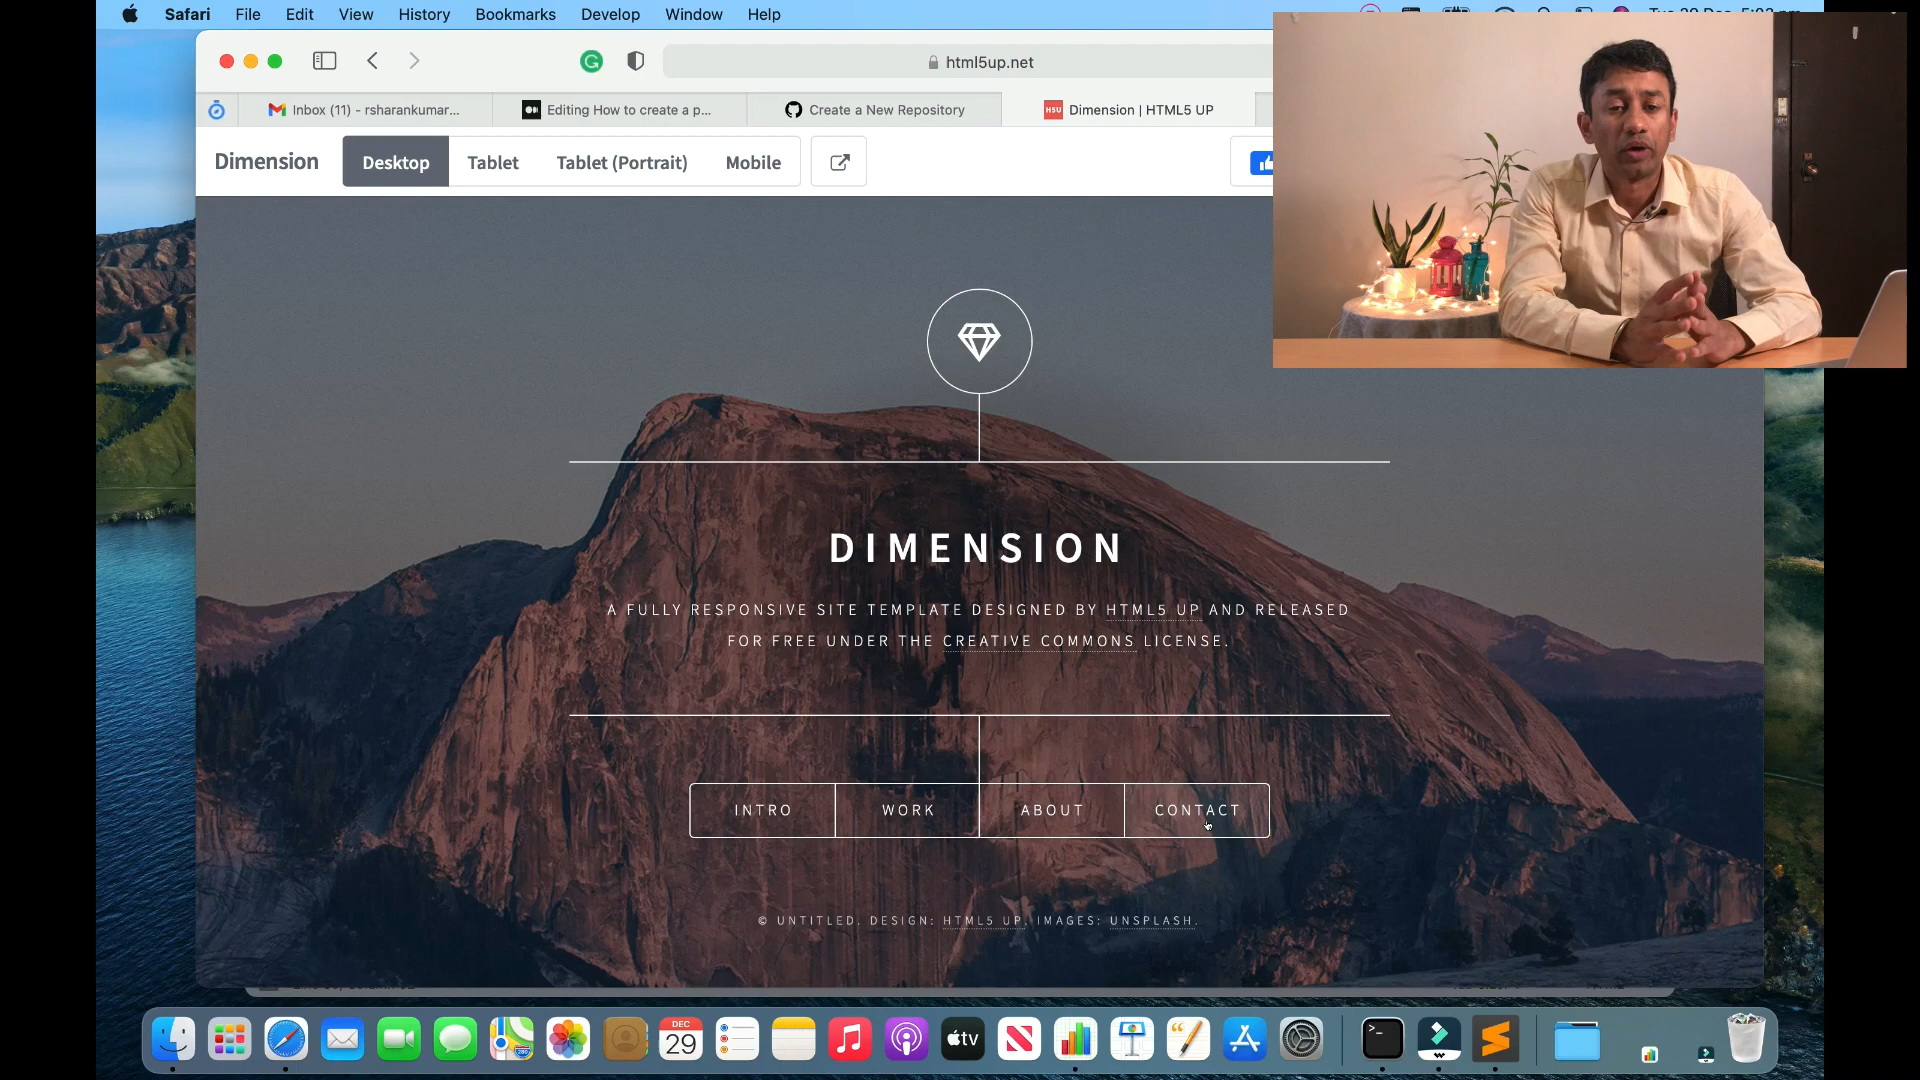 Safari File Edit View History Bookmarks Develop Window Help
html5up.net
Inbox (11) - rsharankumar... Editing How to create a p... Create a New Repository H5U Dimension | HTML5 UP
Dimension Desktop Tablet Tablet (Portrait) Mobile
DIMENSION
A FULLY RESPONSIVE SITE TEMPLATE DESIGNED BY HTML5 UP AND RELEASED
FOR FREE UNDER THE CREATIVE COMMONS LICENSE.
INTRO WORK ABOUT CONTACT
© UNTITLED. DESIGN: HTML5 UP. IMAGES: UNSPLASH.
DEC
29
tv
280